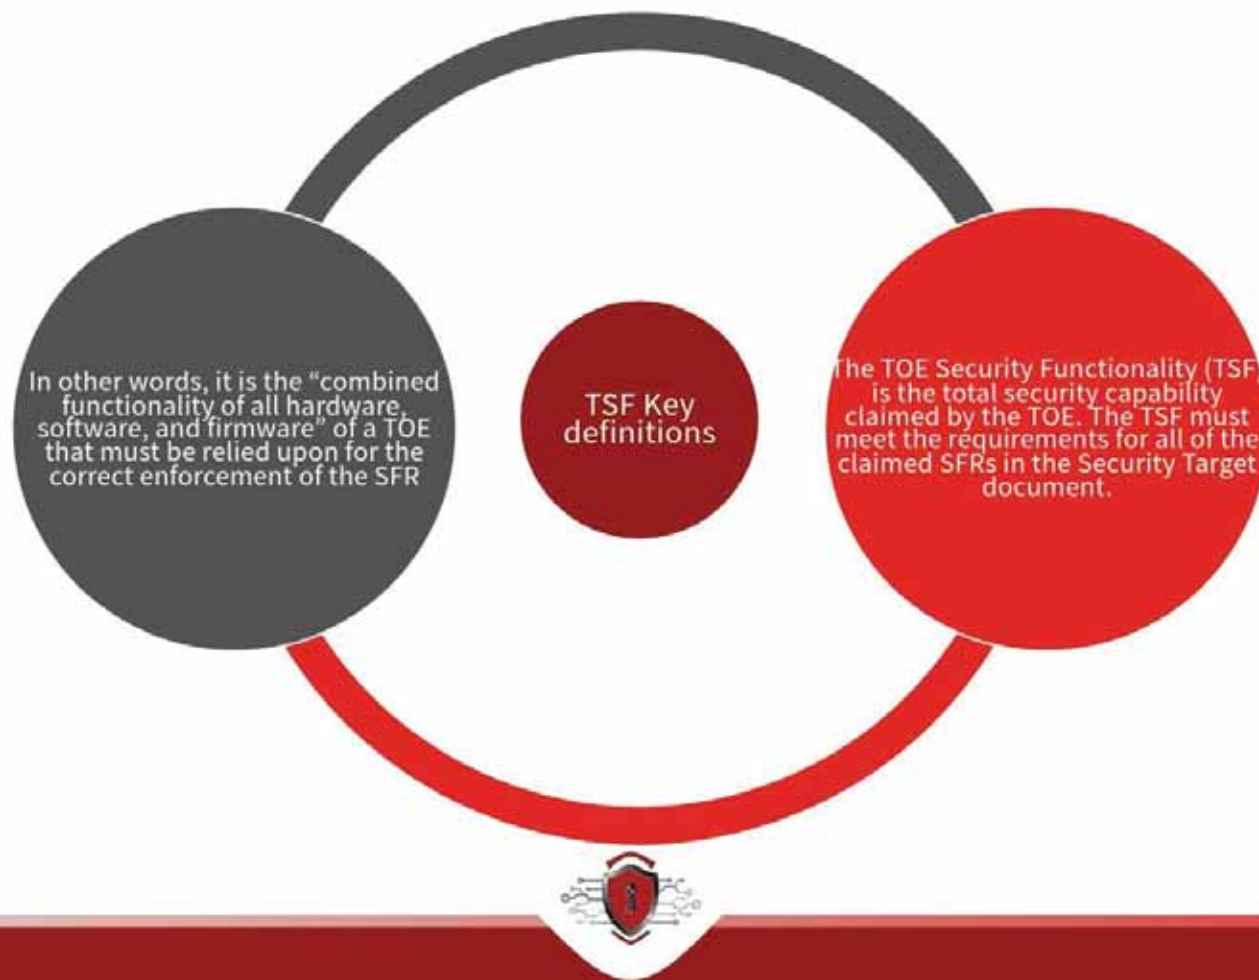 In other words, it is the “combined
functionality of all hardware,
software, and firmware” of a TOE
that must be relied upon for the
correct enforcement of the SFR
TSF Key
definitions
The TOE Security Functionality (TSF
is the total security capability
claimed by the TOE. The TSF must
meet the requirements for all of the
claimed SFRs in the Security Target
document.